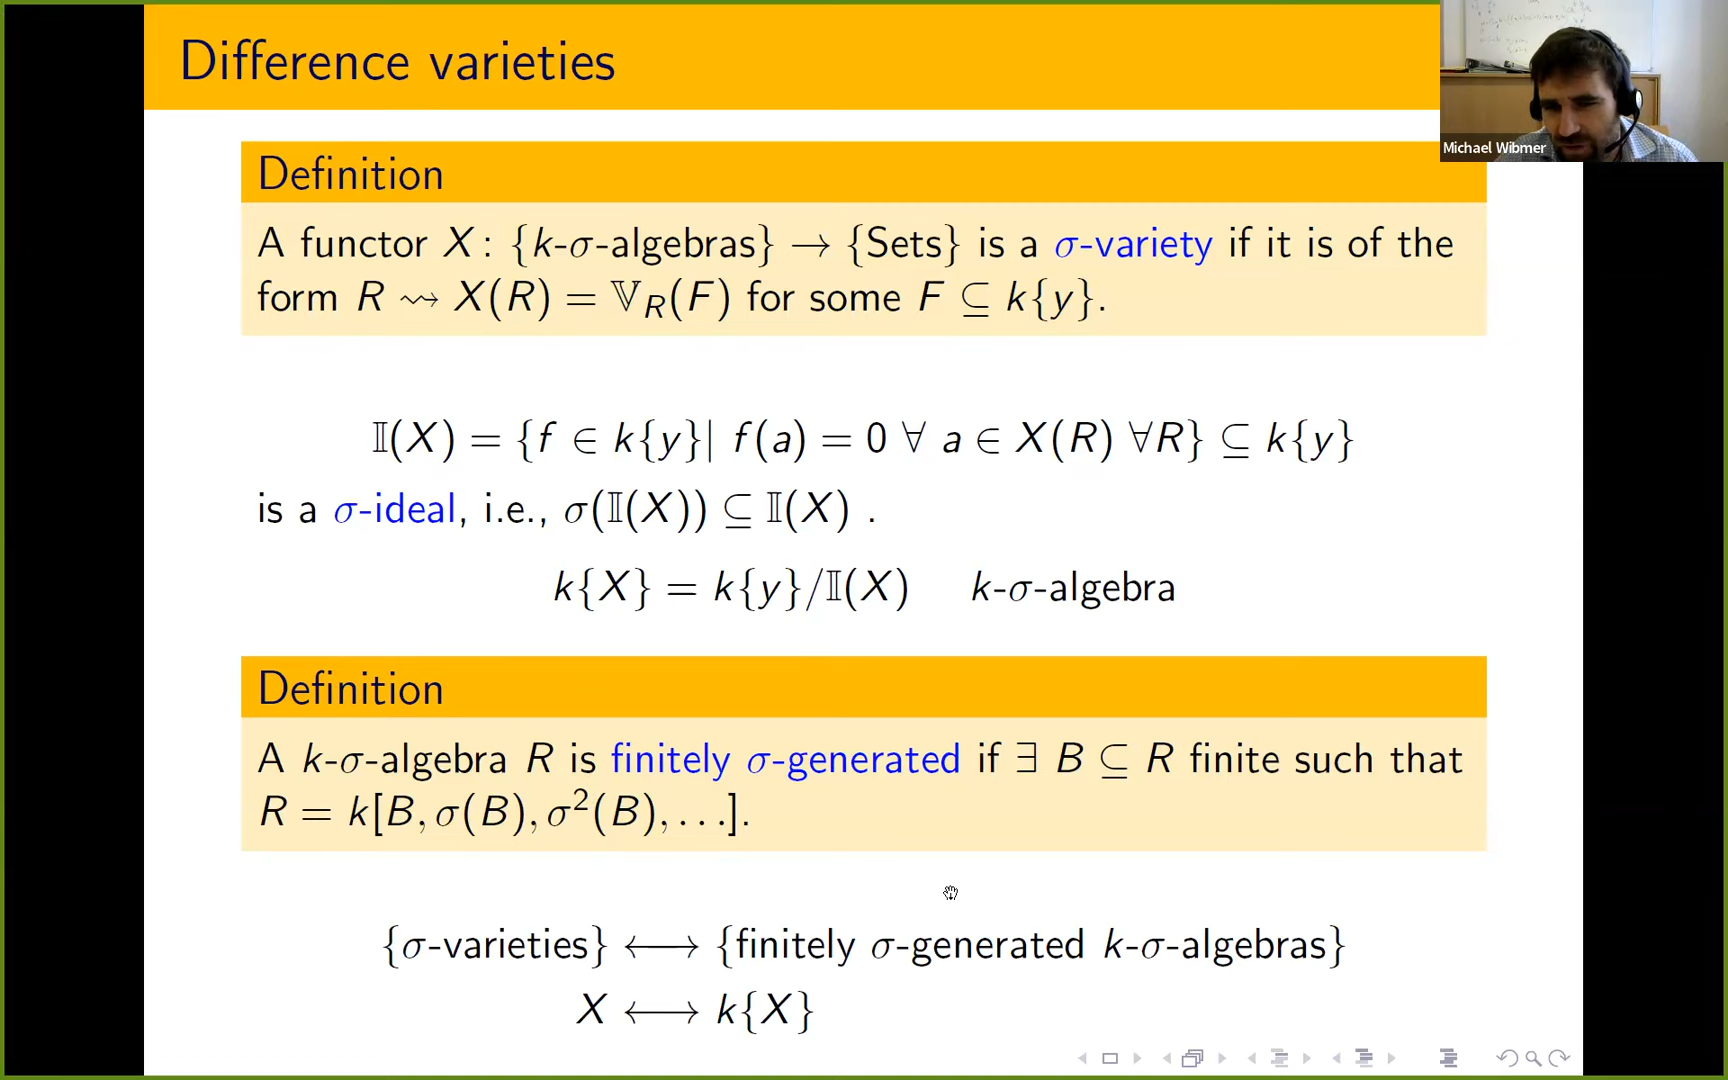 Difference varieties
Michael Wibmer
Definition
A functor X : {k-σ-algebras} → {Sets} is a σ-variety if it is of the
form R ⇝ X(R) = 𝕍_R(F) for some F ⊆ k{y}.
𝕀(X) = {f ∈ k{y}| f(a) = 0 ∀ a ∈ X(R) ∀R} ⊆ k{y}
is a σ-ideal, i.e., σ(𝕀(X)) ⊆ 𝕀(X) .
k{X} = k{y}/𝕀(X) k-σ-algebra
Definition
A k-σ-algebra R is finitely σ-generated if ∃ B ⊆ R finite such that
R = k[B, σ(B), σ²(B), . . .].
{σ-varieties} ⟷ {finitely σ-generated k-σ-algebras}
X ⟷ k{X}